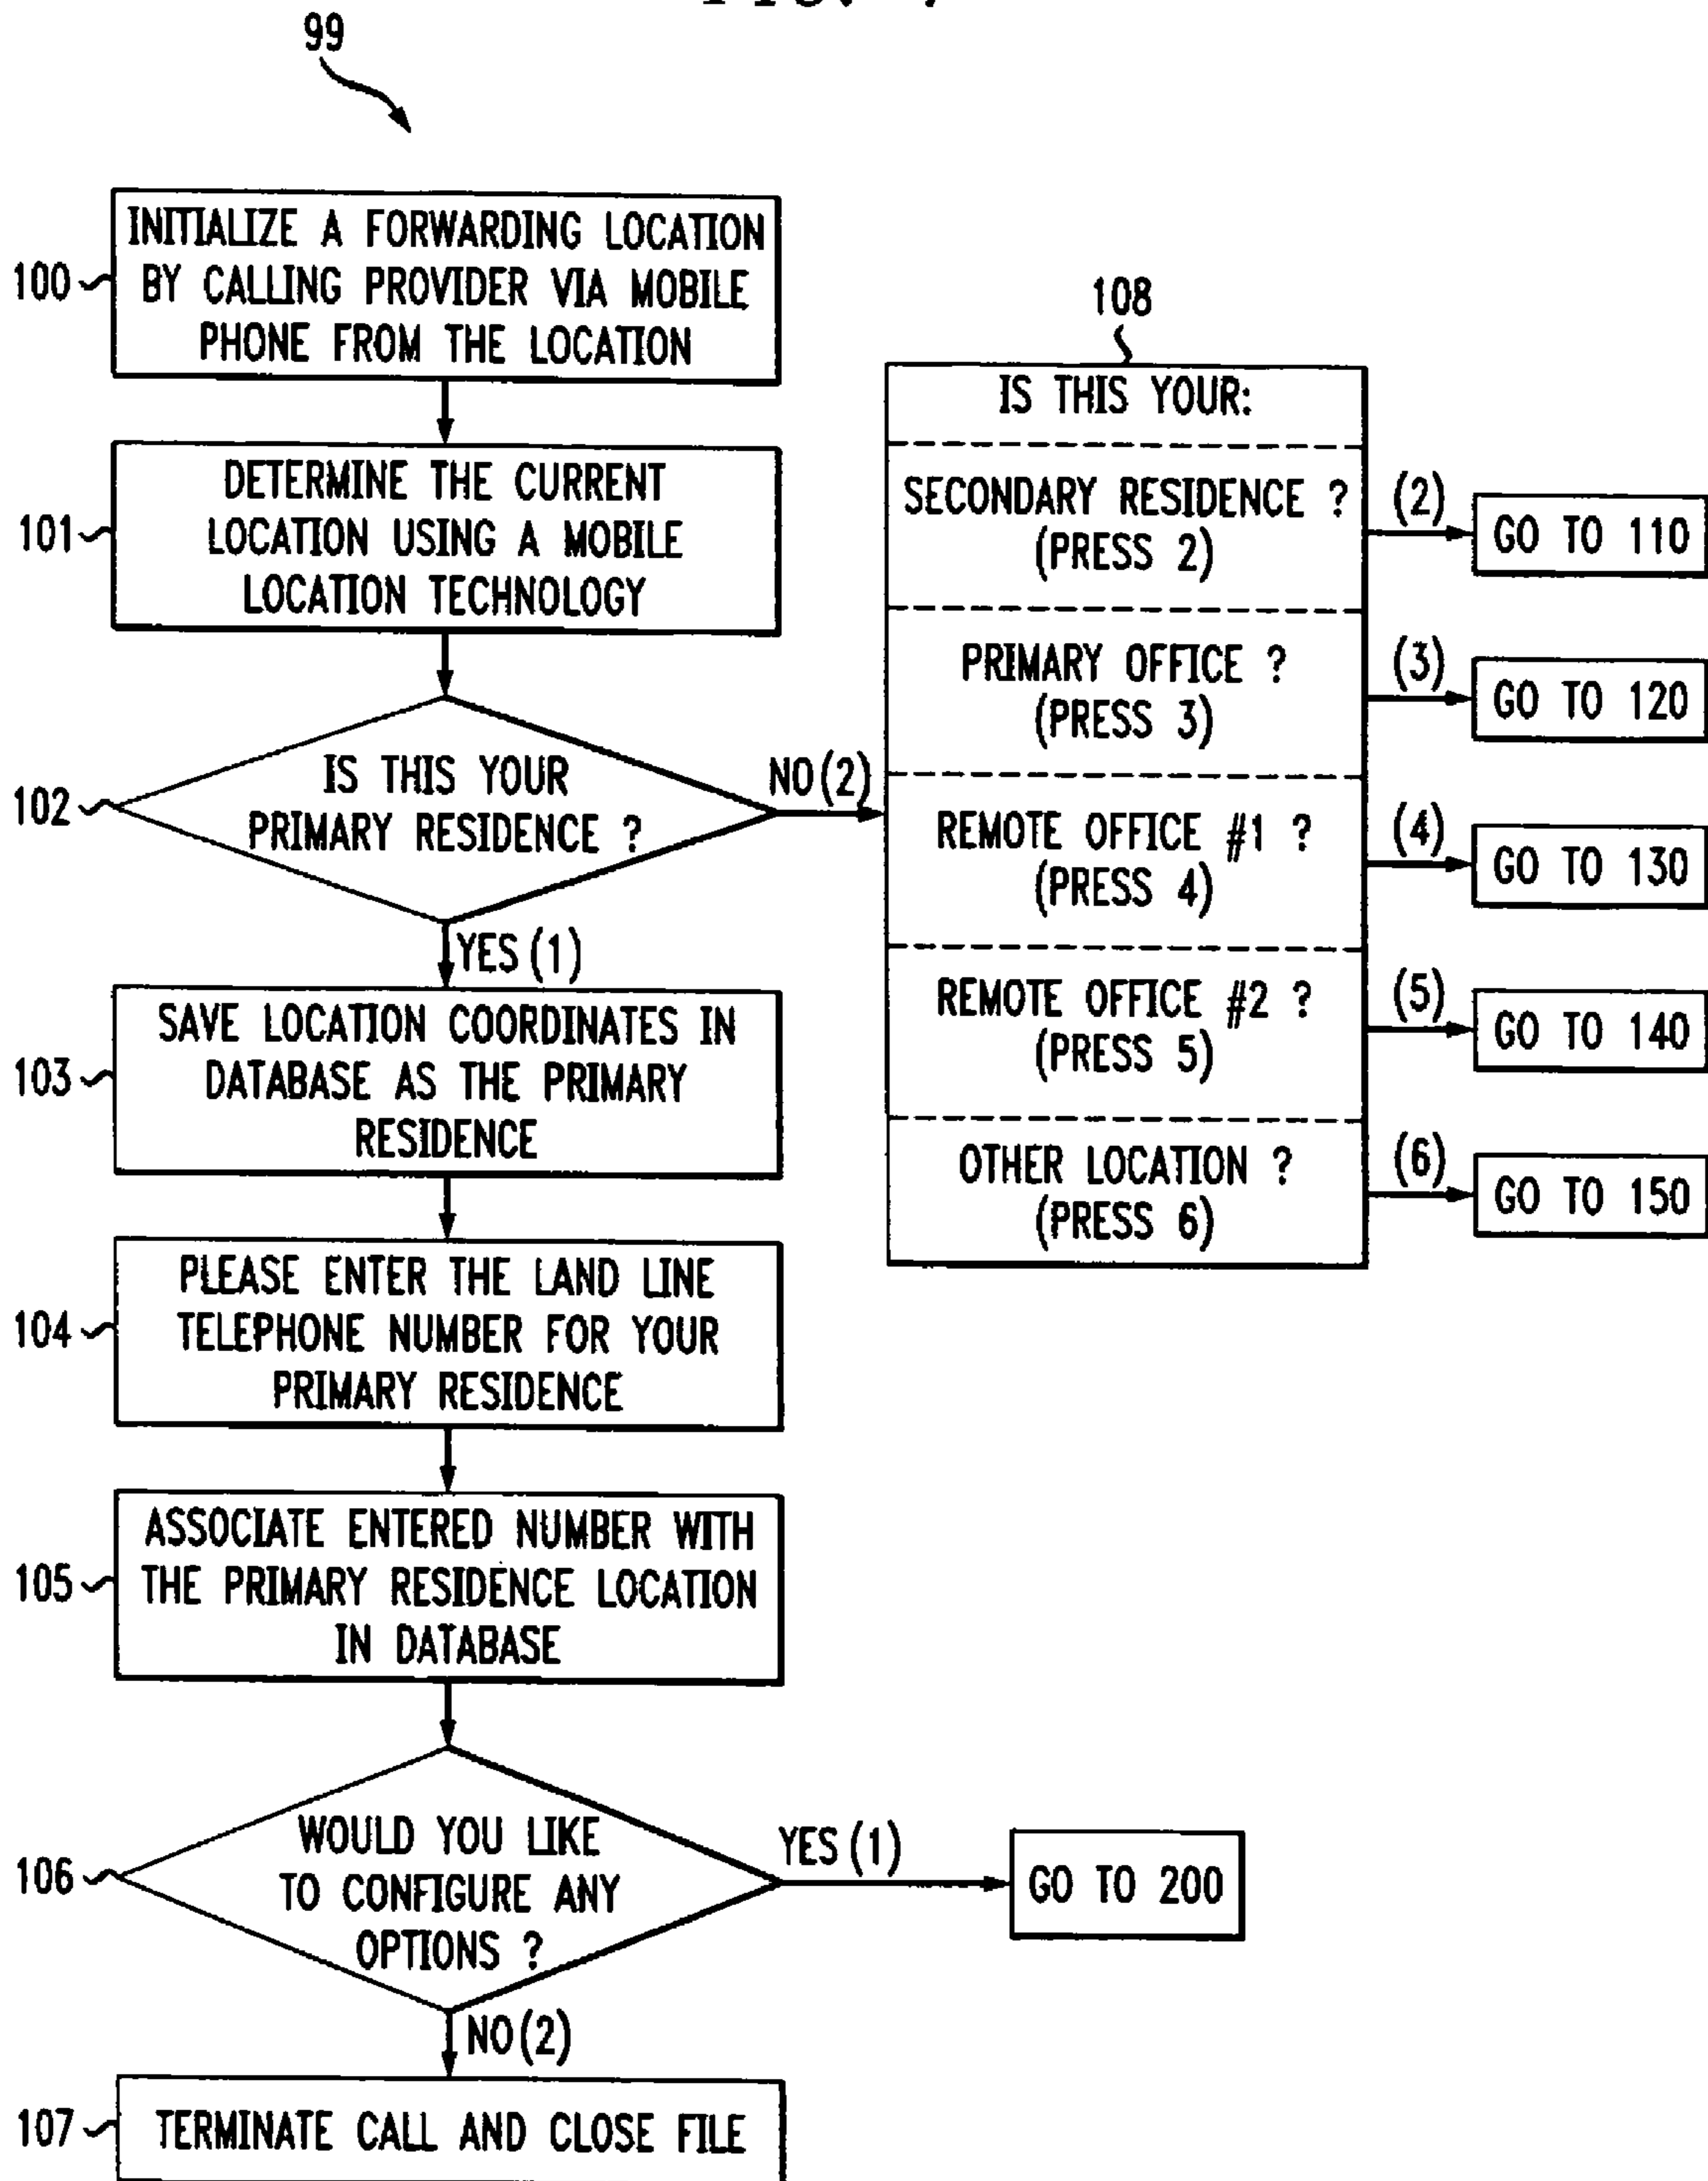 99
100
INITIALIZE A FORWARDING LOCATION
BY CALLING PROVIDER VIA MOBILE
PHONE FROM THE LOCATION
101
DETERMINE THE CURRENT
LOCATION USING A MOBILE
LOCATION TECHNOLOGY
102
IS THIS YOUR
PRIMARY RESIDENCE ?
NO(2)
YES(1)
108
IS THIS YOUR:
SECONDARY RESIDENCE ?
(PRESS 2)
(2)
GO TO 110
PRIMARY OFFICE ?
(PRESS 3)
(3)
GO TO 120
REMOTE OFFICE #1 ?
(PRESS 4)
(4)
GO TO 130
REMOTE OFFICE #2 ?
(PRESS 5)
(5)
GO TO 140
OTHER LOCATION ?
(PRESS 6)
(6)
GO TO 150
103
SAVE LOCATION COORDINATES IN
DATABASE AS THE PRIMARY
RESIDENCE
104
PLEASE ENTER THE LAND LINE
TELEPHONE NUMBER FOR YOUR
PRIMARY RESIDENCE
105
ASSOCIATE ENTERED NUMBER WITH
THE PRIMARY RESIDENCE LOCATION
IN DATABASE
106
WOULD YOU LIKE
TO CONFIGURE ANY
OPTIONS ?
YES(1)
GO TO 200
NO(2)
107
TERMINATE CALL AND CLOSE FILE